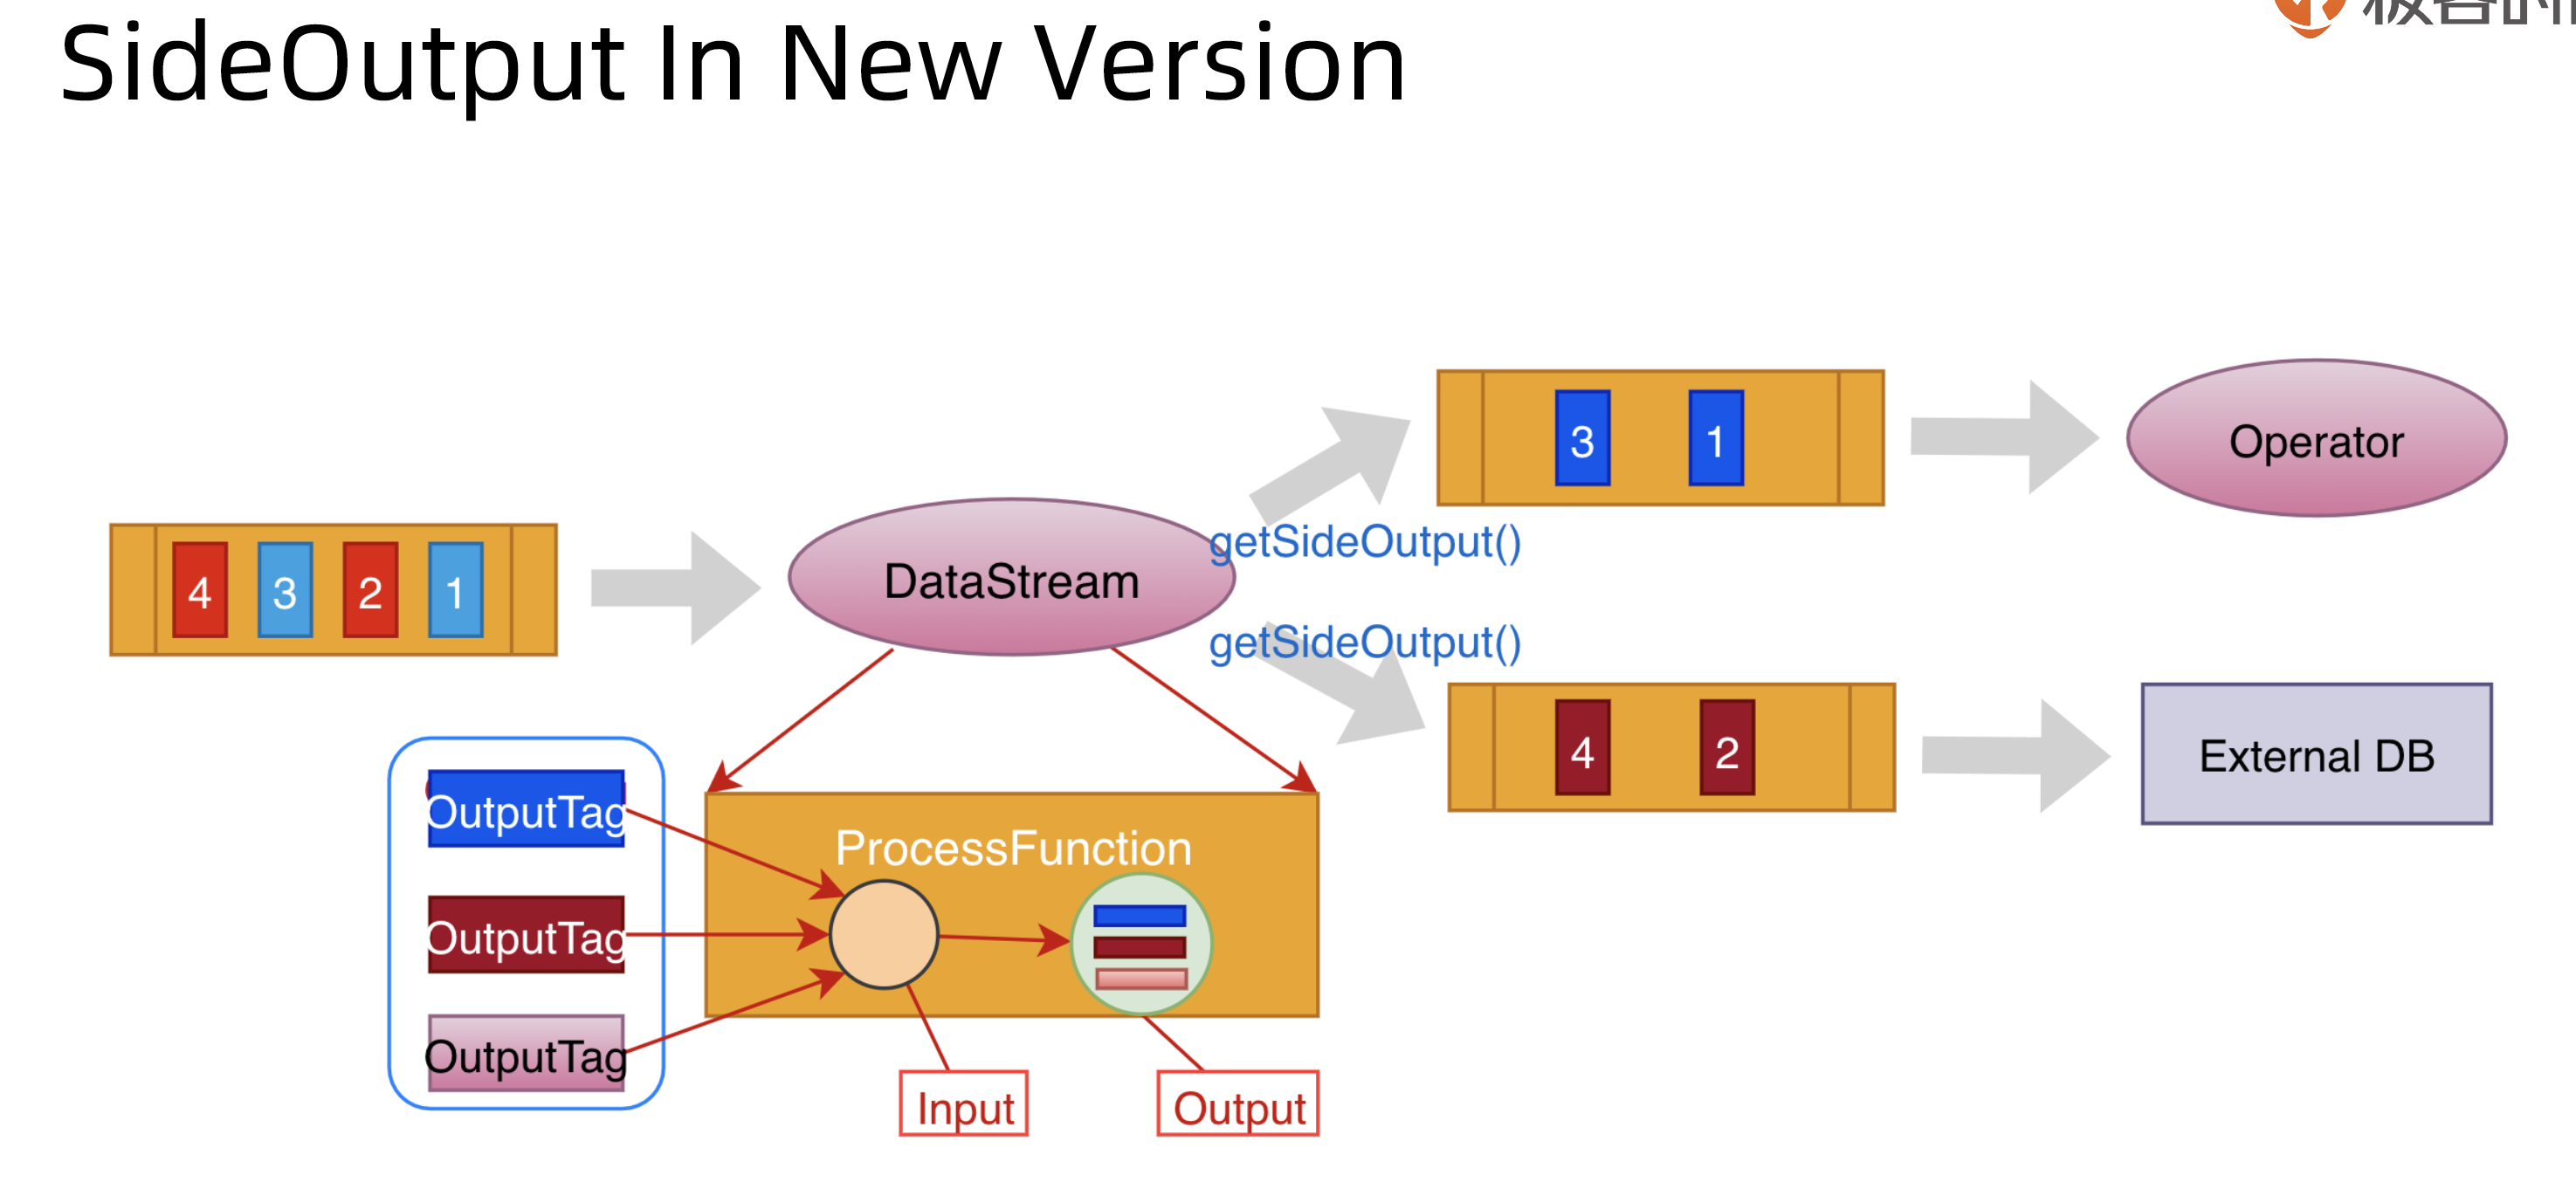 SideOutput In New Version
3 1
Operator
getSideOutput()
4 3 2 1
DataStream
getSideOutput()
4 2
External DB
OutputTag
ProcessFunction
OutputTag
OutputTag
Input
Output